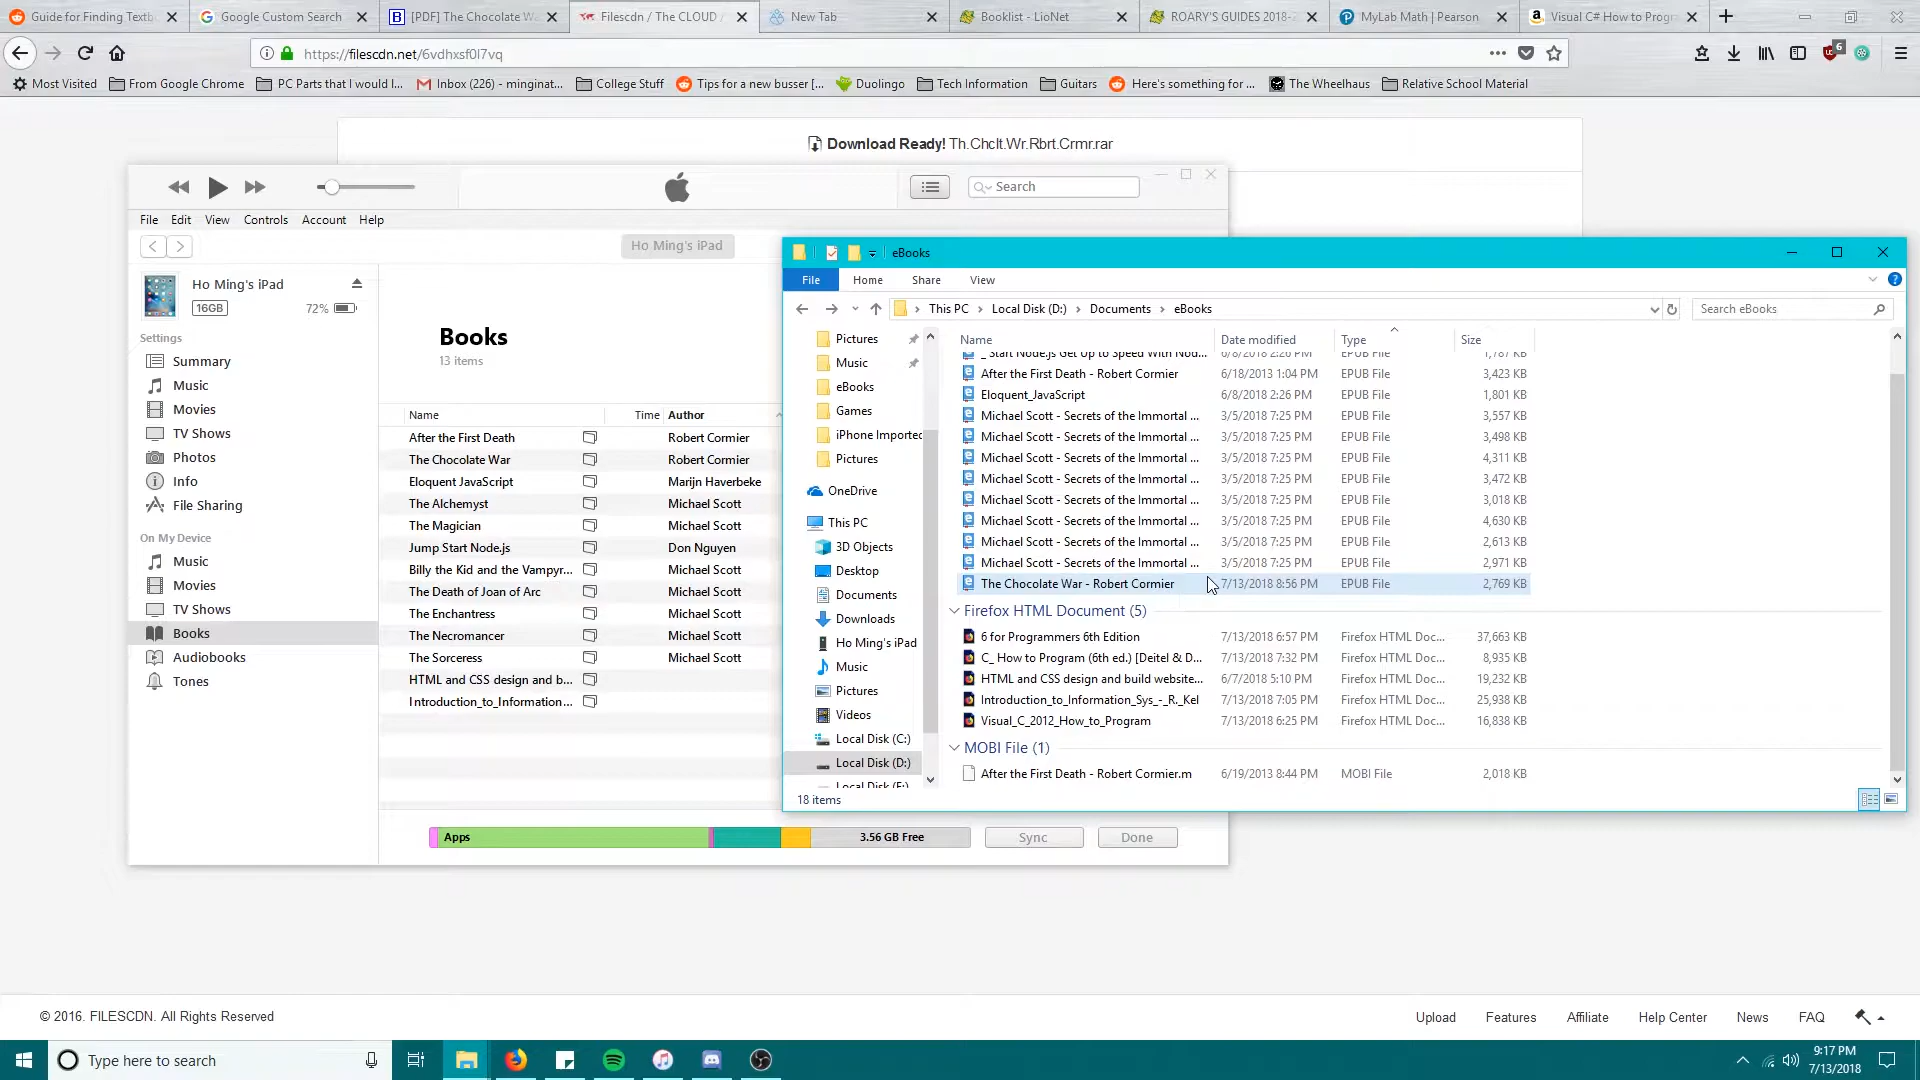 Guide for Finding Textb
Google Custom Search
[PDF] The Chocolate Wa
Filescdn / The CLOUD /
New Tab
Booklist - LioNet
ROARY'S GUIDES 2018-2
MyLab Math | Pearson
Visual C# How to Progr
https://filescdn.net/6vdhxsf0l7vq
6
Most Visited
From Google Chrome
PC Parts that I would l...
Inbox (226) - minginat...
College Stuff
Tips for a new busser [...
Duolingo
Tech Information
Guitars
Here's something for ...
The Wheelhaus
Relative School Material
Download Ready! Th.Chclt.Wr.Rbrt.Crmr.rar
Search
File Edit View Controls Account Help
Ho Ming's iPad
Ho Ming's iPad
16GB 72%
Settings
Summary
Music
Movies
TV Shows
Photos
Info
File Sharing
On My Device
Music
Movies
TV Shows
Books
Audiobooks
Tones
Books
13 items
Name Time Author
After the First Death Robert Cormier
The Chocolate War Robert Cormier
Eloquent JavaScript Marijn Haverbeke
The Alchemyst Michael Scott
The Magician Michael Scott
Jump Start Node.js Don Nguyen
Billy the Kid and the Vampyr... Michael Scott
The Death of Joan of Arc Michael Scott
The Enchantress Michael Scott
The Necromancer Michael Scott
The Sorceress Michael Scott
HTML and CSS design and b...
Introduction_to_Information...
Apps 3.56 GB Free Sync Done
eBooks
File Home Share View
This PC Local Disk (D:) Documents eBooks
Search eBooks
Pictures
Music
eBooks
Games
iPhone Imported
Pictures
OneDrive
This PC
3D Objects
Desktop
Documents
Downloads
Ho Ming's iPad
Music
Pictures
Videos
Local Disk (C:)
Local Disk (D:)
Local Disk (E:)
Name Date modified Type Size
_ Start Node.js Get Up to Speed With Nod... 6/8/2018 2:26 PM EPUB File 1,787 KB
After the First Death - Robert Cormier 6/18/2013 1:04 PM EPUB File 3,423 KB
Eloquent_JavaScript 6/8/2018 2:26 PM EPUB File 1,801 KB
Michael Scott - Secrets of the Immortal ... 3/5/2018 7:25 PM EPUB File 3,557 KB
Michael Scott - Secrets of the Immortal ... 3/5/2018 7:25 PM EPUB File 3,498 KB
Michael Scott - Secrets of the Immortal ... 3/5/2018 7:25 PM EPUB File 4,311 KB
Michael Scott - Secrets of the Immortal ... 3/5/2018 7:25 PM EPUB File 3,472 KB
Michael Scott - Secrets of the Immortal ... 3/5/2018 7:25 PM EPUB File 3,018 KB
Michael Scott - Secrets of the Immortal ... 3/5/2018 7:25 PM EPUB File 4,630 KB
Michael Scott - Secrets of the Immortal ... 3/5/2018 7:25 PM EPUB File 2,613 KB
Michael Scott - Secrets of the Immortal ... 3/5/2018 7:25 PM EPUB File 2,971 KB
The Chocolate War - Robert Cormier 7/13/2018 8:56 PM EPUB File 2,769 KB
Firefox HTML Document (5)
6 for Programmers 6th Edition 7/13/2018 6:57 PM Firefox HTML Doc... 37,663 KB
C_ How to Program (6th ed.) [Deitel & D... 7/13/2018 7:32 PM Firefox HTML Doc... 8,935 KB
HTML and CSS design and build website... 6/7/2018 5:10 PM Firefox HTML Doc... 19,232 KB
Introduction_to_Information_Sys_-_R._Kel 7/13/2018 7:05 PM Firefox HTML Doc... 25,938 KB
Visual_C_2012_How_to_Program 7/13/2018 6:25 PM Firefox HTML Doc... 16,838 KB
MOBI File (1)
After the First Death - Robert Cormier.m 6/19/2013 8:44 PM MOBI File 2,018 KB
18 items
© 2016. FILESCDN. All Rights Reserved
Upload Features Affiliate Help Center News FAQ
Type here to search
9:17 PM
7/13/2018